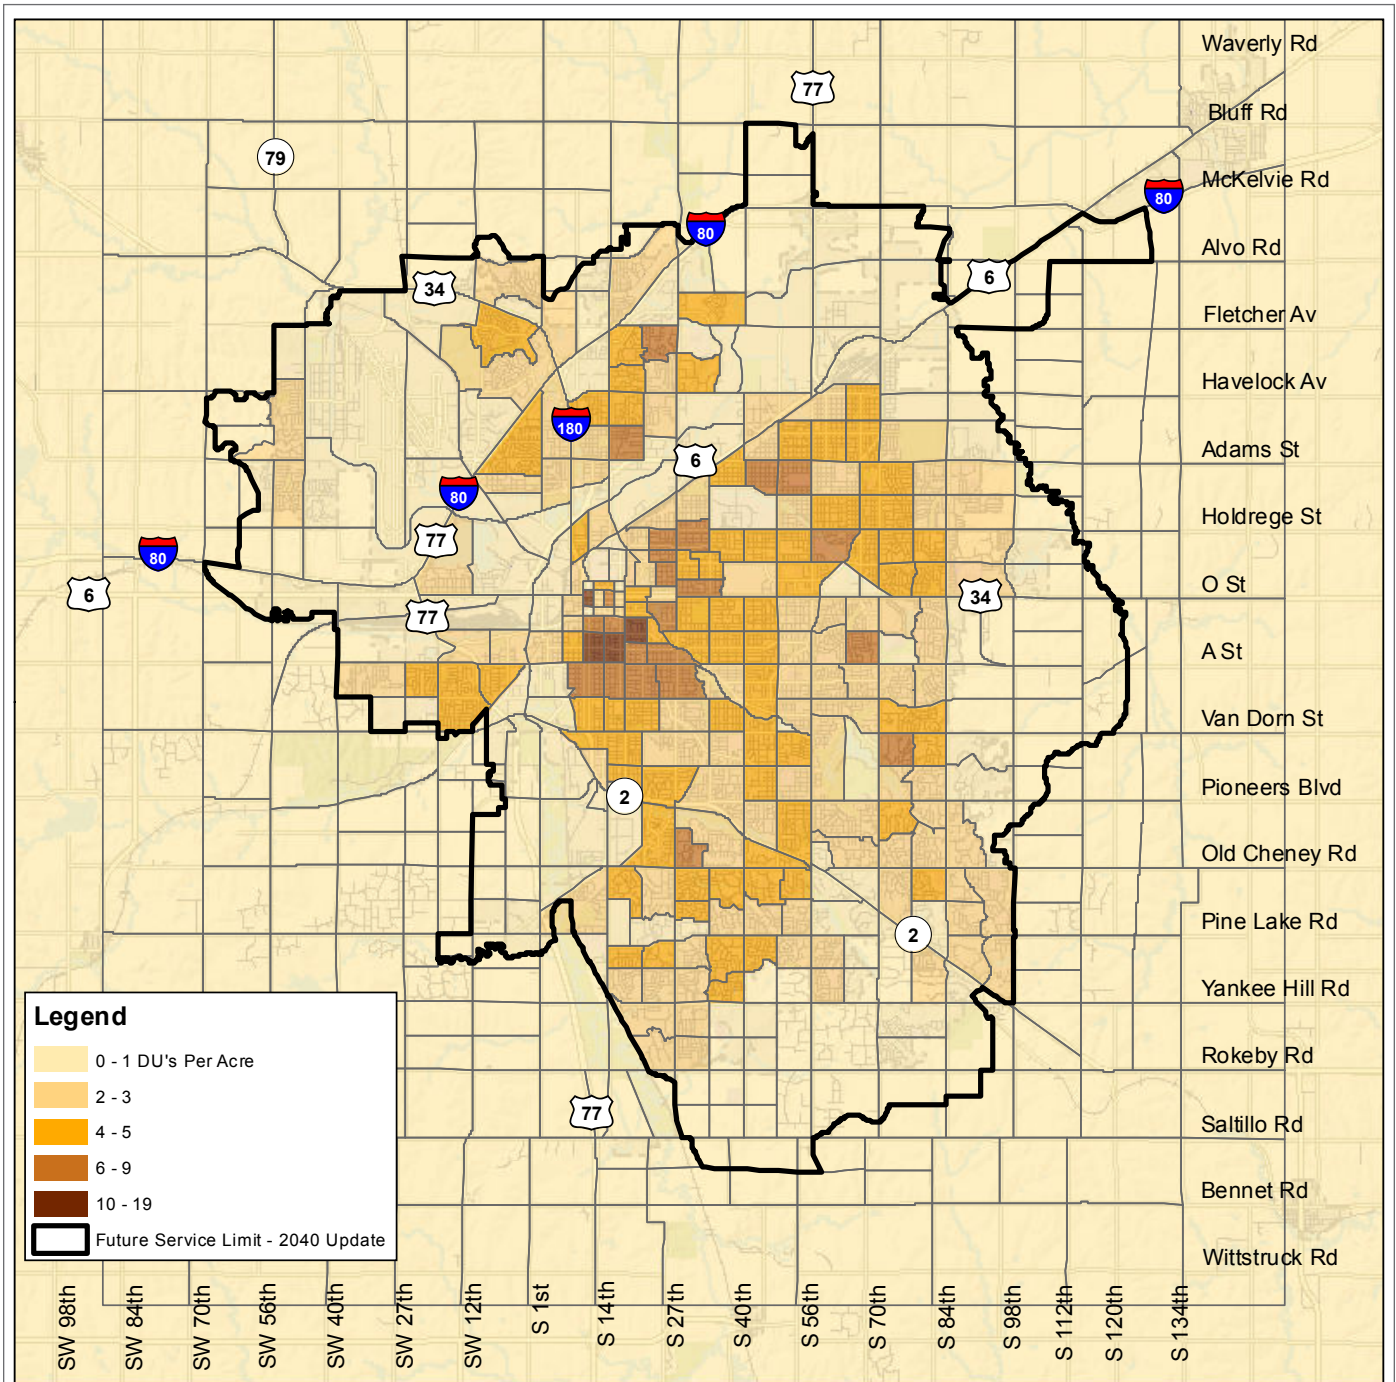 Waverly Rd
77
Bluff Rd
79
McKelvie Rd
80
80
Alvo Rd
6
34
Fletcher Av
Havelock Av
180
Adams St
6
80
Holdrege St
77
80
O St
6
34
77
A St
Van Dorn St
Pioneers Blvd
2
Old Cheney Rd
Pine Lake Rd
2
Yankee Hill Rd
Legend
0 - 1 DU's Per Acre
2 - 3
4 - 5
6 - 9
10 - 19
Future Service Limit - 2040 Update
Rokeby Rd
77
Saltillo Rd
Bennet Rd
Wittstruck Rd
SW 98th
SW 84th
SW 70th
SW 56th
SW 40th
SW 27th
SW 12th
S 1st
S 14th
S 27th
S 40th
S 56th
S 70th
S 84th
S 98th
S 112th
S 120th
S 134th